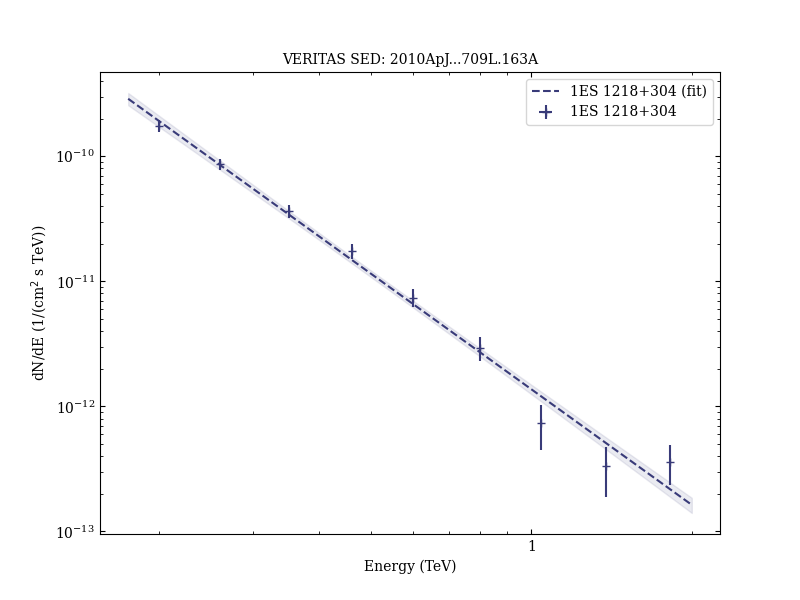 VERITAS SED: 2010ApJ...709L.163A
1ES 1218+304 (fit)
1ES 1218+304
dN/dE (1/(cm² s TeV))
10⁻¹⁰
10⁻¹¹
10⁻¹²
10⁻¹³
1
Energy (TeV)